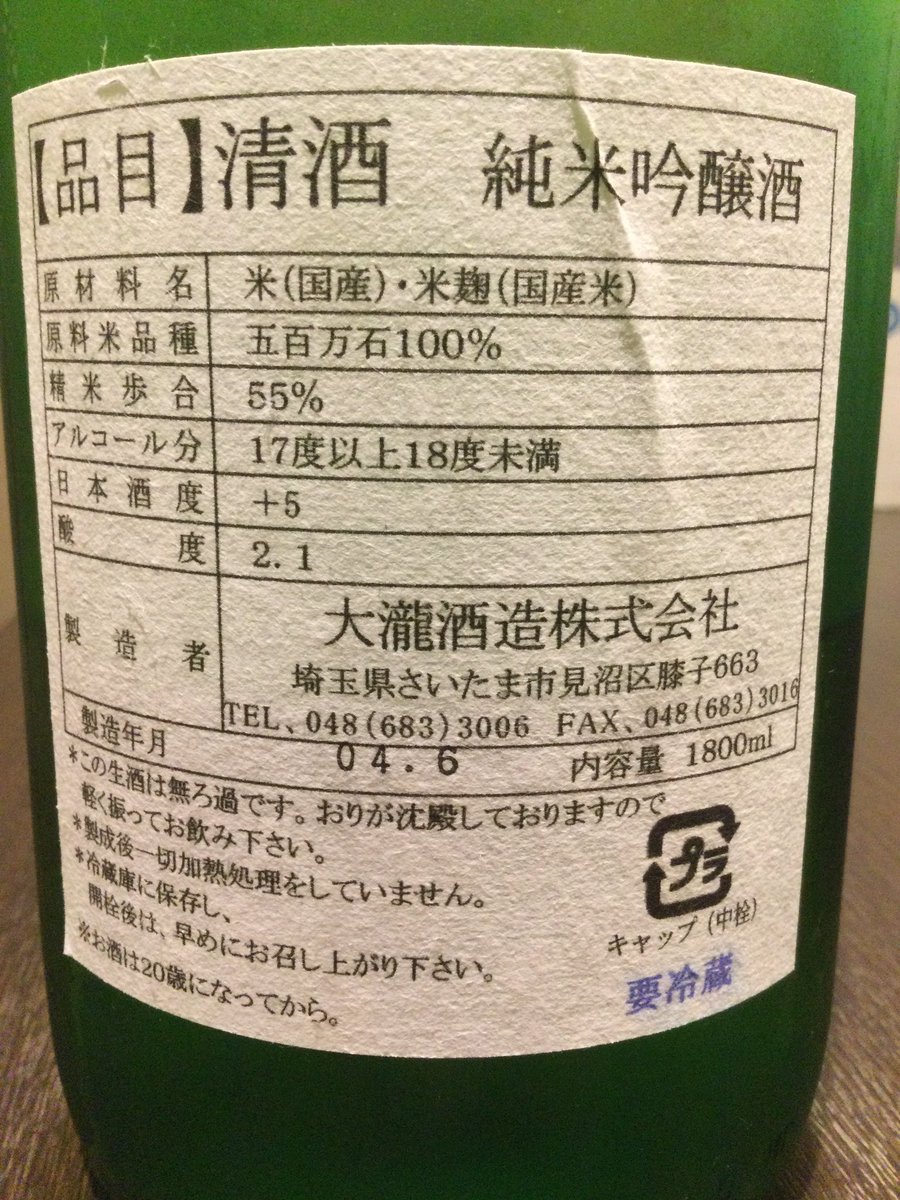 【品目】清酒 純米吟醸酒
原材料名 米(国産)・米麹(国産米)
原料米品種 五百万石100%
精米歩合 55%
アルコール分 17度以上18度未満
日本酒度 +5
酸度 2.1
製造者 大瀧酒造株式会社
埼玉県さいたま市見沼区膝子663
TEL、048(683)3006 FAX、048(683)3016
製造年月 04.6 内容量 1800ml
*この生酒は無ろ過です。おりが沈殿しておりますので
軽く振ってお飲み下さい。
*製成後一切加熱処理をしていません。
*冷蔵庫に保存し、
開栓後は、早めにお召し上がり下さい。
※お酒は20歳になってから。
プラ
キャップ(中栓)
要冷蔵